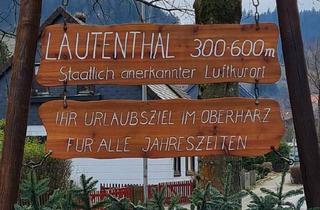 LAUTENTHAL 300-600m
Staatlich anerkannter Luftkurort
IHR URLAUBSZIEL IM OBERHARZ
FÜR ALLE JAHRESZEITEN